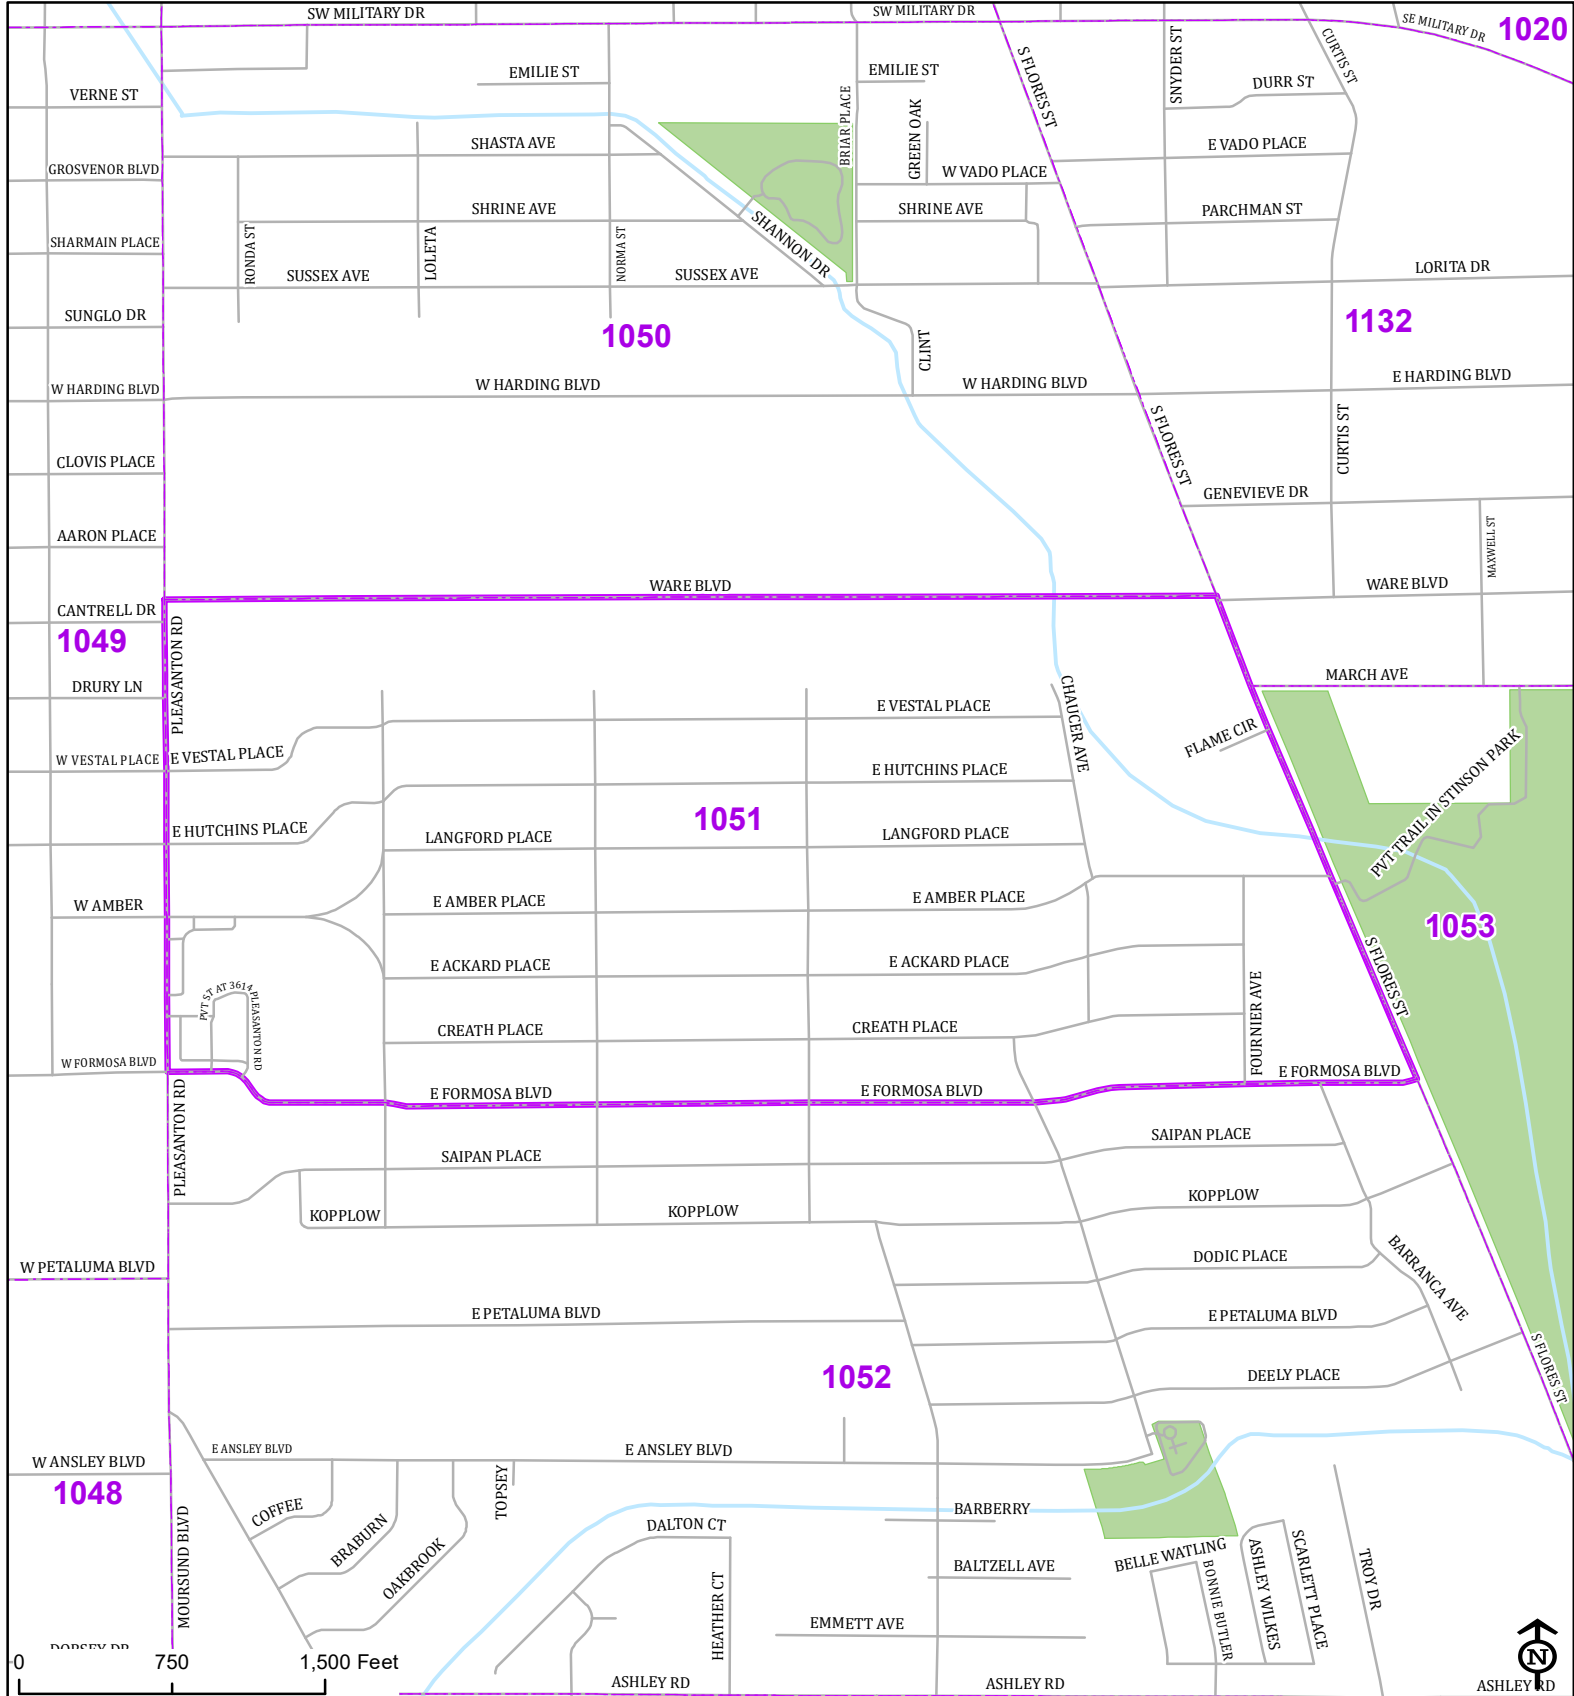 SW MILITARY DR
SW MILITARY DR
SE MILITARY DR
1020
EMILIE ST
EMILIE ST
S FLORES ST
SNYDER ST
CURTIS ST
DURR ST
VERNE ST
BRIAR PLACE
GREEN OAK
SHASTA AVE
E VADO PLACE
GROSVENOR BLVD
W VADO PLACE
SHRINE AVE
SHRINE AVE
PARCHMAN ST
SHARMAIN PLACE
RONDA ST
LOLETA
NORMA ST
SHANNON DR
SUSSEX AVE
SUSSEX AVE
LORITA DR
SUNGLO DR
1050
1132
CLINT
W HARDING BLVD
W HARDING BLVD
W HARDING BLVD
E HARDING BLVD
S FLORES ST
CURTIS ST
CLOVIS PLACE
GENEVIEVE DR
AARON PLACE
MAXWELL ST
WARE BLVD
WARE BLVD
CANTRELL DR
1049
PLEASANTON RD
DRURY LN
MARCH AVE
CHAUCER AVE
E VESTAL PLACE
FLAME CIR
W VESTAL PLACE
E VESTAL PLACE
E HUTCHINS PLACE
PVT TRAIL IN STINSON PARK
1051
E HUTCHINS PLACE
LANGFORD PLACE
LANGFORD PLACE
W AMBER
E AMBER PLACE
E AMBER PLACE
1053
E ACKARD PLACE
E ACKARD PLACE
S FLORES ST
PVT ST AT 3614 PLEASANTON RD
FOURNIER AVE
CREATH PLACE
CREATH PLACE
W FORMOSA BLVD
E FORMOSA BLVD
E FORMOSA BLVD
E FORMOSA BLVD
PLEASANTON RD
SAIPAN PLACE
SAIPAN PLACE
KOPPLOW
KOPPLOW
KOPPLOW
W PETALUMA BLVD
DODIC PLACE
BARRANCA AVE
E PETALUMA BLVD
E PETALUMA BLVD
S FLORES ST
1052
DEELY PLACE
E ANSLEY BLVD
E ANSLEY BLVD
W ANSLEY BLVD
1048
TOPSEY
COFFEE
BARBERRY
BRABURN
DALTON CT
OAKBROOK
MOURSUND BLVD
BELLE WATLING
BALTZELL AVE
BONNIE BUTLER
ASHLEY WILKES
SCARLETT PLACE
TROY DR
HEATHER CT
EMMETT AVE
DORSEY DR
0 750 1,500 Feet
N
ASHLEY RD
ASHLEY RD
ASHLEY RD